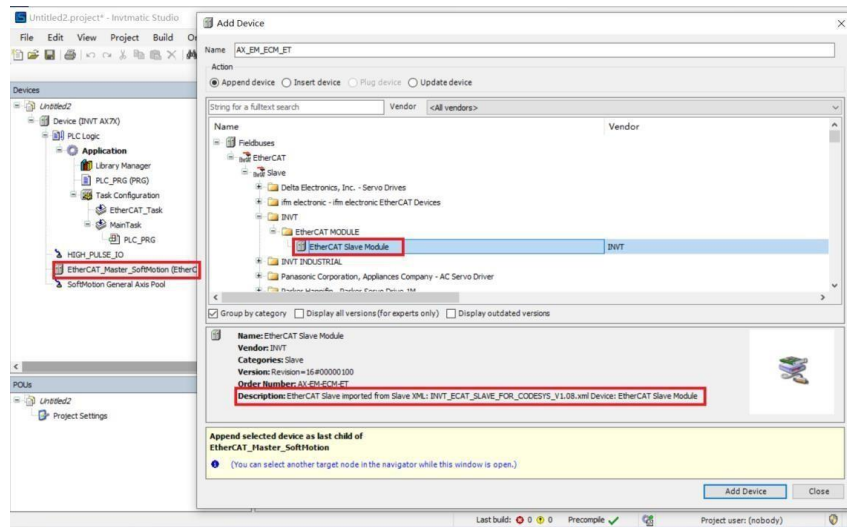 Untitled2.project* - Invtmatic Studio
File Edit View Project Build
Devices
Untitled2
Device (INVT AX7X)
PLC Logic
Application
Library Manager
PLC_PRG (PRG)
Task Configuration
EtherCAT_Task
MainTask
PLC_PRG
HIGH_PULSE_IO
EtherCAT_Master_SoftMotion (EtherC
SoftMotion General Axis Pool
POUs
Untitled2
Project Settings
Add Device
Name AX_EM_ECM_ET
Action
Append device Insert device Plug device Update device
String for a fulltext search Vendor <All vendors>
Name Vendor
Fieldbuses
EtherCAT
Slave
Delta Electronics, Inc. - Servo Drives
ifm electronic - ifm electronic EtherCAT Devices
INVT
EtherCAT MODULE
EtherCAT Slave Module INVT
INVT INDUSTRIAL
Panasonic Corporation, Appliances Company - AC Servo Driver
Parker Hannifin - Parker Servo Drive
Group by category Display all versions (for experts only) Display outdated versions
Name: EtherCAT Slave Module
Vendor: INVT
Categories: Slave
Version: Revision=16#00000100
Order Number: AX-EM-ECM-ET
Description: EtherCAT Slave imported from Slave XML: INVT_ECAT_SLAVE_FOR_CODESYS_V1.08.xml Device: EtherCAT Slave Module
Append selected device as last child of
EtherCAT_Master_SoftMotion
(You can select another target node in the navigator while this window is open.)
Add Device Close
Last build: 0 0 Precompile Project user: (nobody)